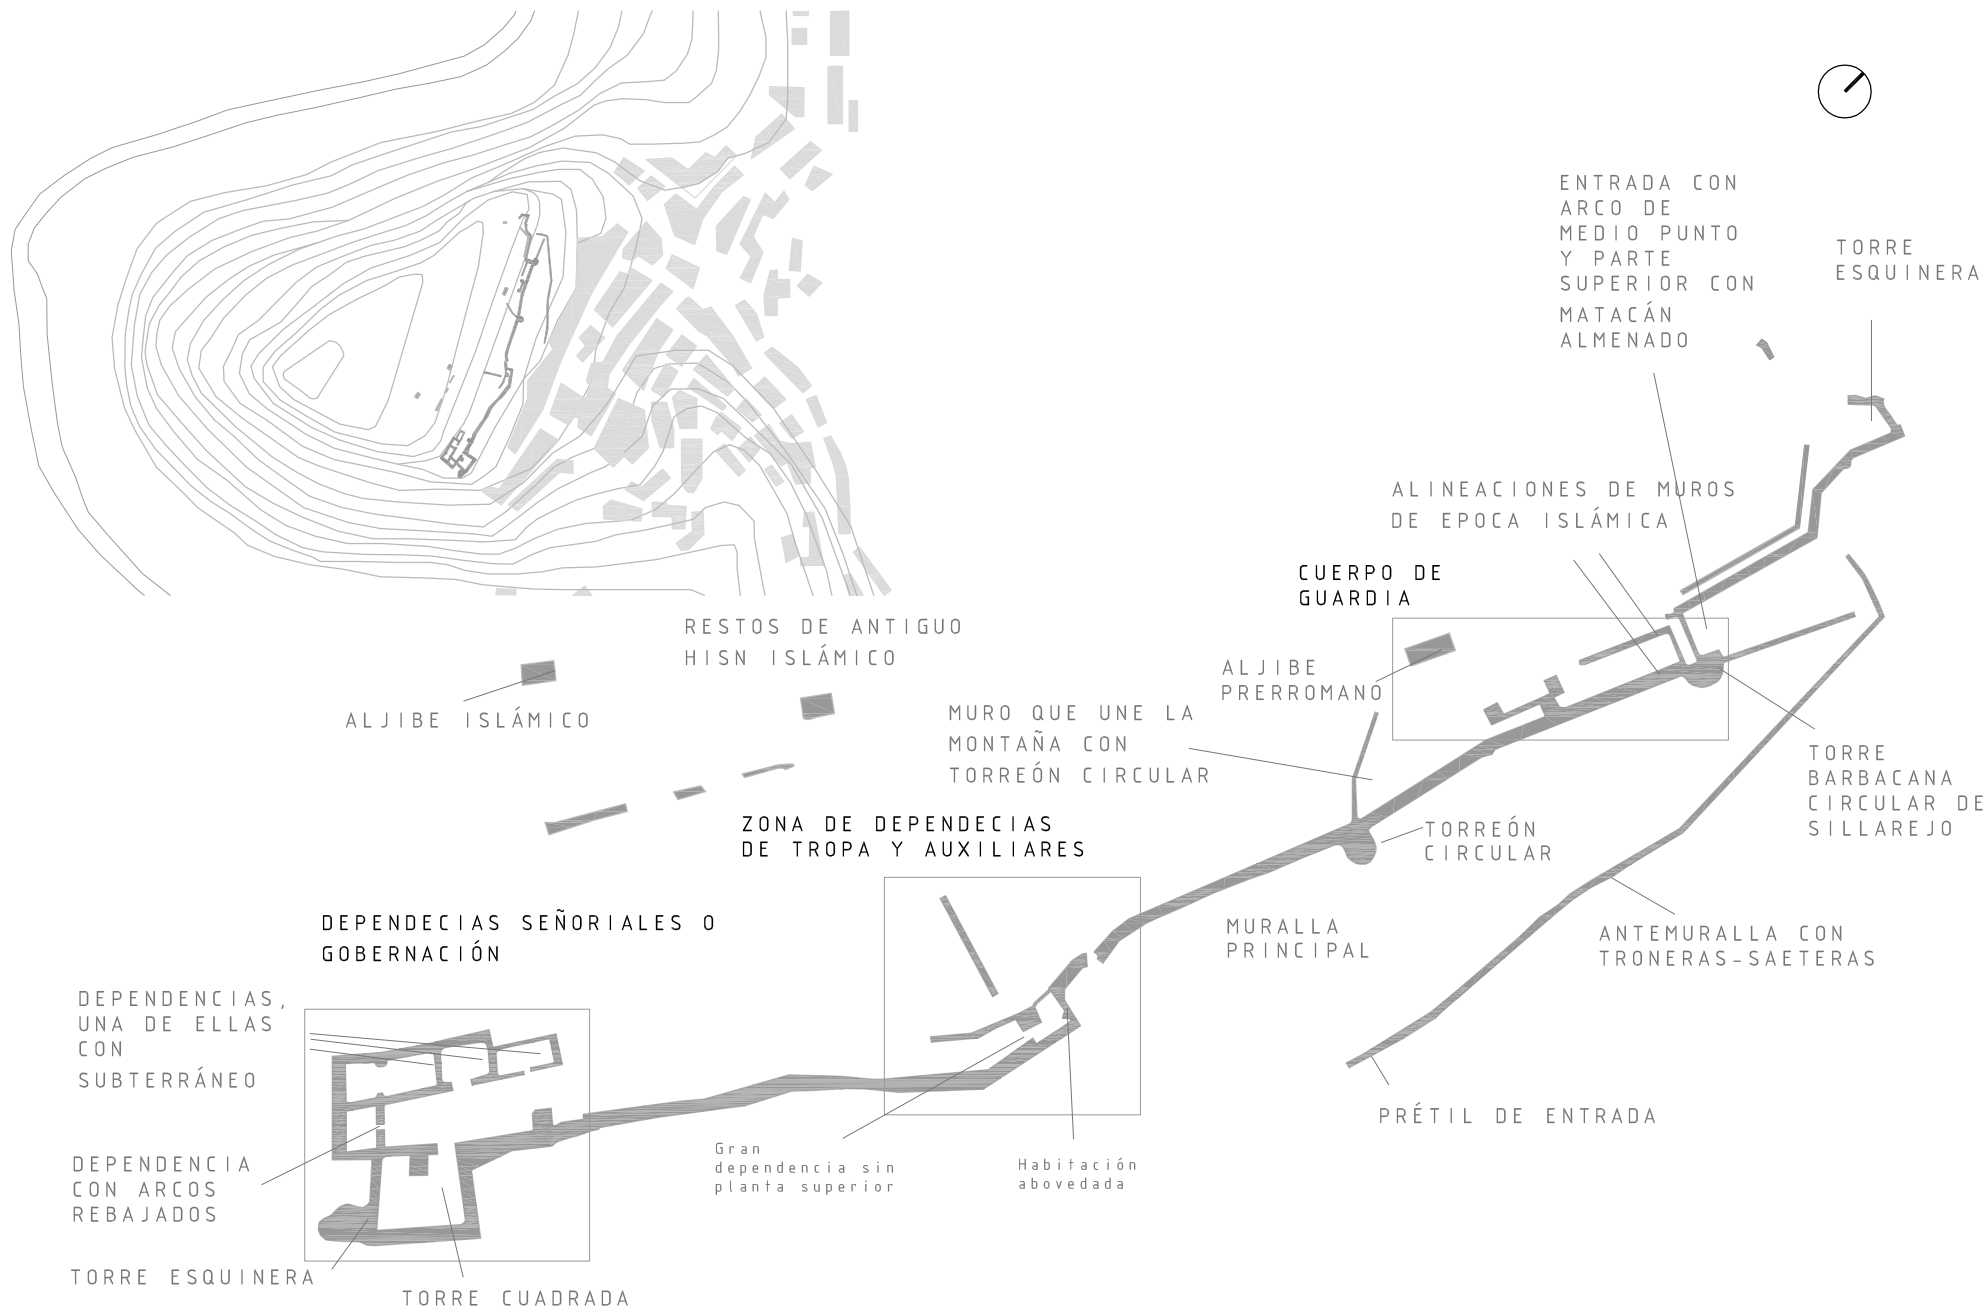 ENTRADA CON
ARCO DE
MEDIO PUNTO
Y PARTE
SUPERIOR CON
MATACÁN
ALMENADO
TORRE
ESQUINERA
ALINEACIONES DE MUROS
DE EPOCA ISLÁMICA
CUERPO DE
GUARDIA
RESTOS DE ANTIGUO
HISN ISLÁMICO
ALJIBE
PRERROMANO
ALJIBE ISLÁMICO
MURO QUE UNE LA
MONTAÑA CON
TORREÓN CIRCULAR
TORRE
BARBACANA
CIRCULAR DE
SILLAREJO
ZONA DE DEPENDECIAS
DE TROPA Y AUXILIARES
TORREÓN
CIRCULAR
DEPENDECIAS SEÑORIALES O
GOBERNACIÓN
MURALLA
PRINCIPAL
ANTEMURALLA CON
TRONERAS-SAETERAS
DEPENDENCIAS,
UNA DE ELLAS
CON
SUBTERRÁNEO
PRÉTIL DE ENTRADA
Gran
dependencia sin
planta superior
Habitación
abovedada
DEPENDENCIA
CON ARCOS
REBAJADOS
TORRE ESQUINERA
TORRE CUADRADA